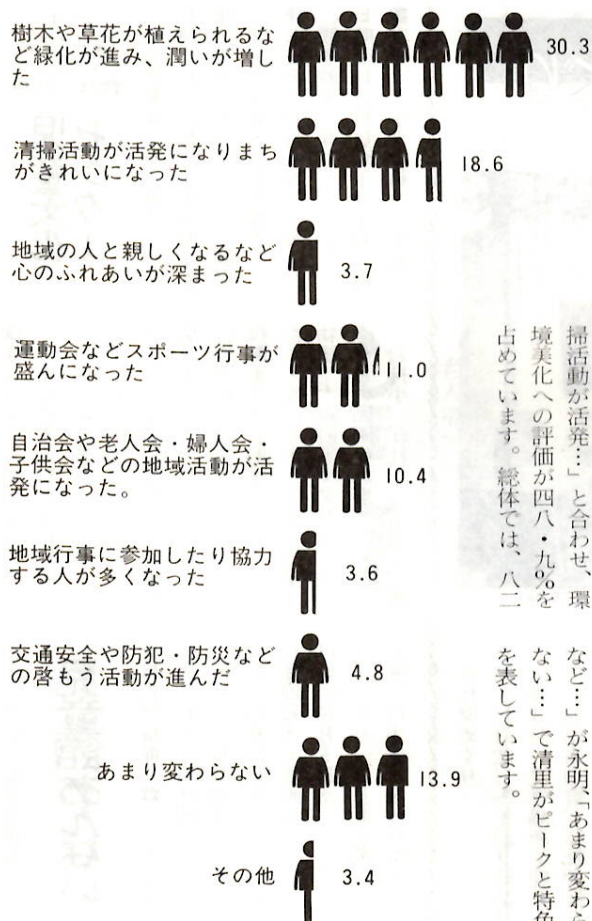 樹木や草花が植えられるな
ど緑化が進み、潤いが増し
た
30.3
清掃活動が活発になりまち
がきれいになった
18.6
地域の人と親しくなるなど
心のふれあいが深まった
3.7
運動会などスポーツ行事が
盛んになった
11.0
自治会や老人会・婦人会・
子供会などの地域活動が活
発になった。
10.4
地域行事に参加したり協力
する人が多くなった
3.6
交通安全や防犯・防災など
の啓もう活動が進んだ
4.8
あまり変わらない
13.9
その他
3.4
掃活動が活発…」と合わせ、環
境美化への評価が四八・九%を
占めています。総体では、八二
など…」が永明、「あまり変わら
ない…」で清里がピークと特色
を表しています。